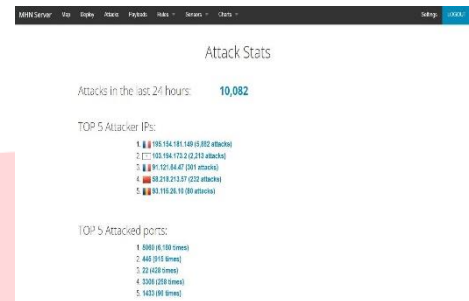 MHN Server Map Deploy Attacks Payloads Rules Sensors Charts Settings LOGOUT
Attack Stats
Attacks in the last 24 hours: 10,082
TOP 5 Attacker IPs:
1. 195.154.181.149 (5,882 attacks)
2. 103.194.173.2 (2,213 attacks)
3. 91.121.84.47 (301 attacks)
4. 58.218.213.57 (232 attacks)
5. 93.115.26.10 (80 attacks)
TOP 5 Attacked ports:
1. 5060 (6,180 times)
2. 445 (915 times)
3. 22 (428 times)
4. 3306 (258 times)
5. 1433 (90 times)